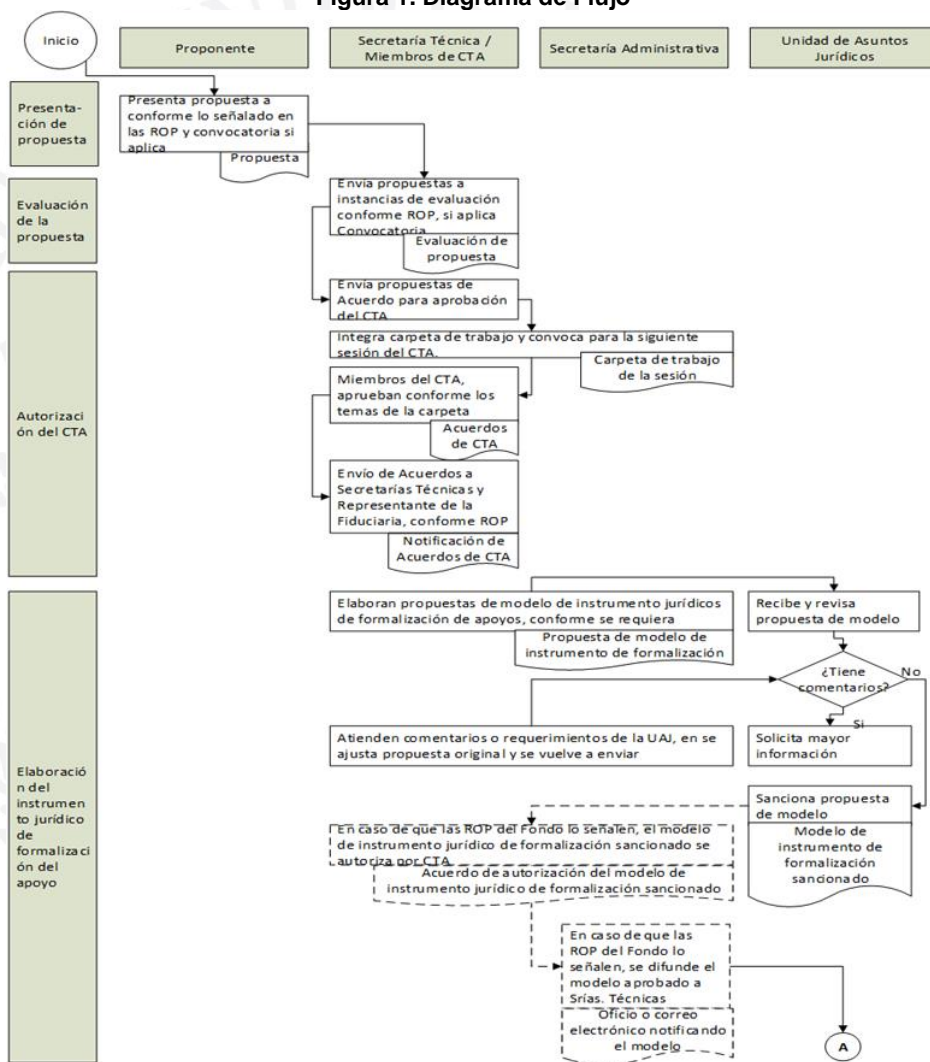 Figura 1. Diagrama de Flujo
Inicio
Proponente
Secretaría Técnica /
Miembros de CTA
Secretaría Administrativa
Unidad de Asuntos
Jurídicos
Presenta-
ción de
propuesta
Presenta propuesta a
conforme lo señalado en
las ROP y convocatoria si
aplica
Propuesta
Evaluación
de la
propuesta
Envía propuestas a
instancias de evaluación
conforme ROP, si aplica
Convocatoria
Evaluación de
propuesta
Autorizaci
ón del CTA
Envía propuestas de
Acuerdo para aprobación
del CTA
Integra carpeta de trabajo y convoca para la siguiente
sesión del CTA.
Carpeta de trabajo
de la sesión
Miembros del CTA,
aprueban conforme los
temas de la carpeta
Acuerdos
de CTA
Envío de Acuerdos a
Secretarías Técnicas y
Representante de la
Fiduciaria, conforme ROP
Notificación de
Acuerdos de CTA
Elaboració
n del
instrumen
to jurídico
de
formalizaci
ón del
apoyo
Elaboran propuestas de modelo de instrumento jurídicos
de formalización de apoyos, conforme se requiera
Propuesta de modelo de
instrumento de formalización
Recibe y revisa
propuesta de modelo
¿Tiene
comentarios?
No
Si
Atienden comentarios o requerimientos de la UAJ, en se
ajusta propuesta original y se vuelve a enviar
Solicita mayor
información
Sanciona propuesta
de modelo
Modelo de
instrumento de
formalización
sancionado
En caso de que las ROP del Fondo lo señalen, el modelo
de instrumento jurídico de formalización sancionado se
autoriza por CTA
Acuerdo de autorización del modelo de
instrumento jurídico de formalización sancionado
En caso de que las
ROP del Fondo lo
señalen, se difunde el
modelo aprobado a
Srías. Técnicas
Oficio o correo
electrónico notificando
el modelo
A